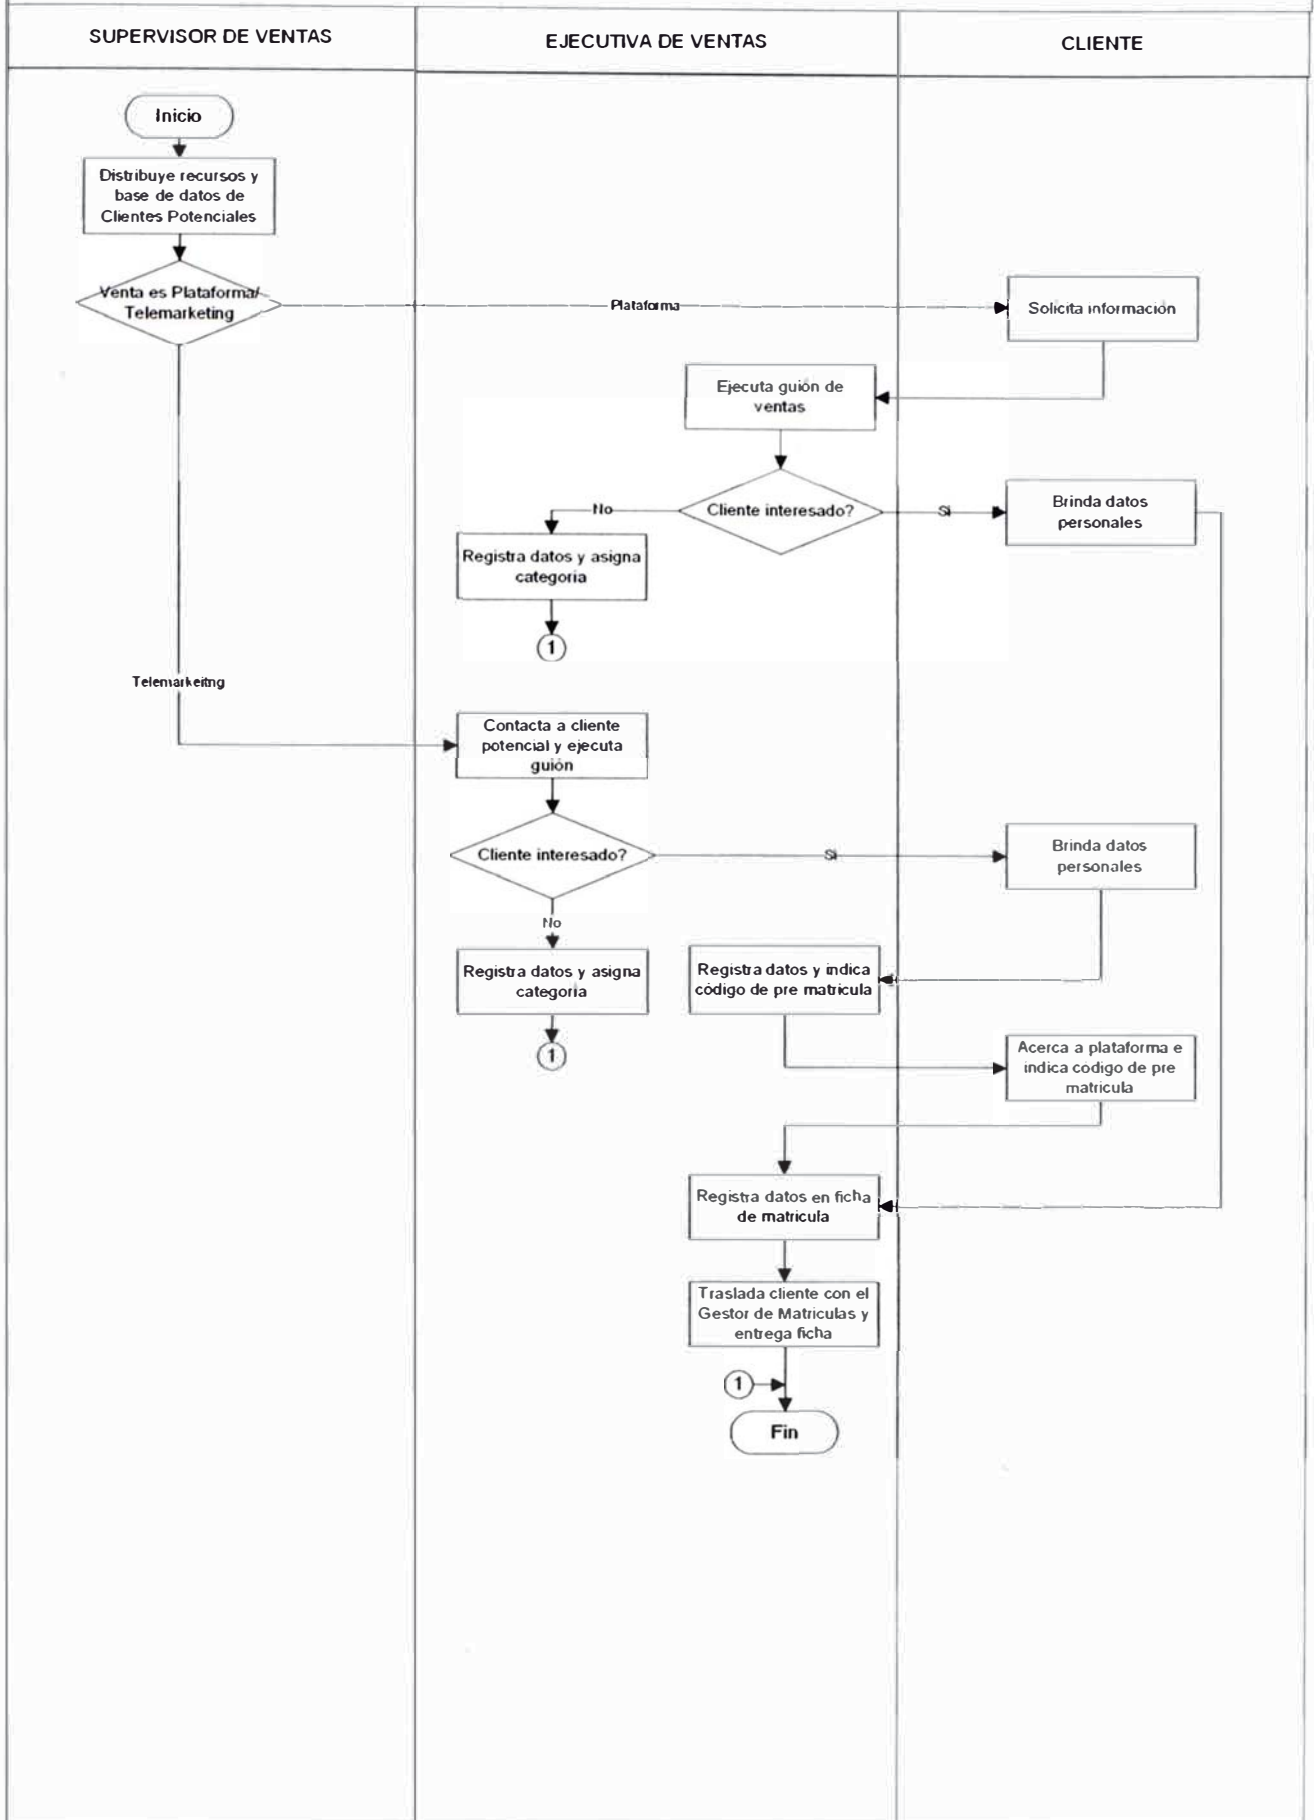 SUPERVISOR DE VENTAS
EJECUTIVA DE VENTAS
CLIENTE
Inicio
Distribuye recursos y
base de datos de
Clientes Potenciales
Venta es Plataforma/
Telemarketing
Plataforma
Solicita información
Ejecuta guión de
ventas
Cliente interesado?
No
Si
Brinda datos
personales
Registra datos y asigna
categoria
1
Telemarkeitng
Contacta a cliente
potencial y ejecuta
guión
Cliente interesado?
Si
Brinda datos
personales
No
Registra datos y asigna
categoria
1
Registra datos y indica
código de pre matricula
Acerca a plataforma e
indica código de pre
matricula
Registra datos en ficha
de matricula
Traslada cliente con el
Gestor de Matriculas y
entrega ficha
1
Fin